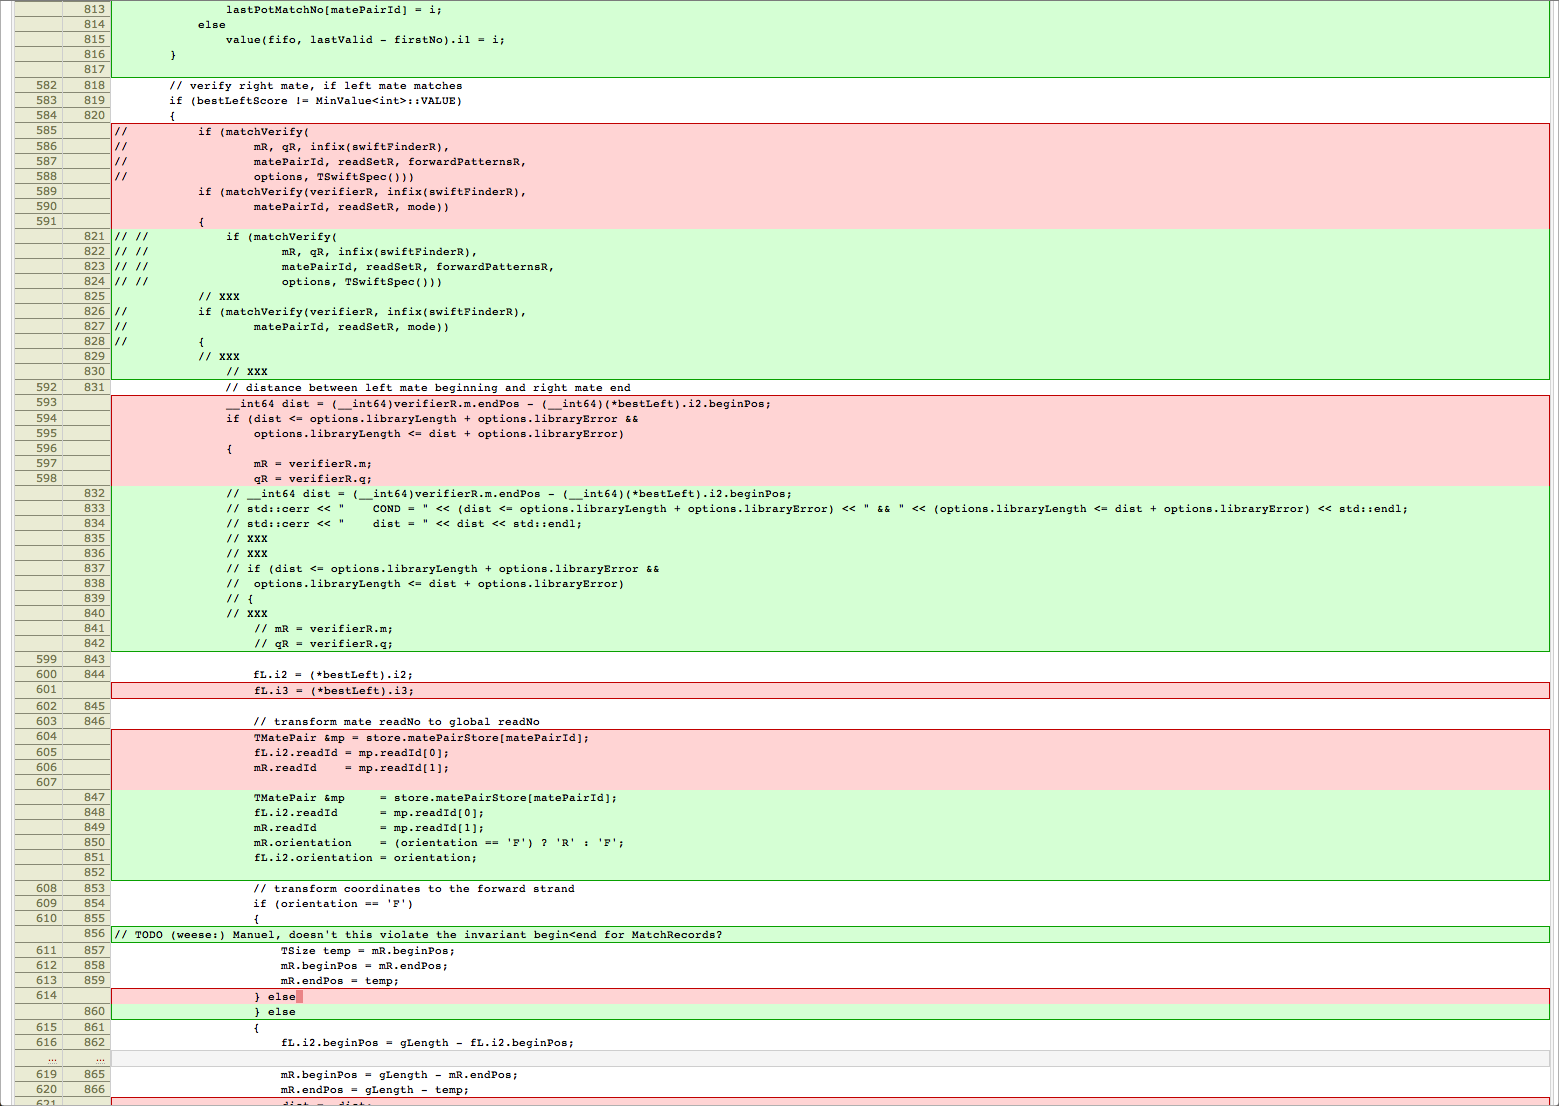 813 lastPotMatchNo[matePairId] = i;
814 else
815 value(fifo, lastValid - firstNo).i1 = i;
816 }
817
582 818 // verify right mate, if left mate matches
583 819 if (bestLeftScore != MinValue<int>::VALUE)
584 820 {
585 // if (matchVerify(
586 // mR, qR, infix(swiftFinderR),
587 // matePairId, readSetR, forwardPatternsR,
588 // options, TSwiftSpec()))
589 if (matchVerify(verifierR, infix(swiftFinderR),
590 matePairId, readSetR, mode))
591 {
821 // // if (matchVerify(
822 // // mR, qR, infix(swiftFinderR),
823 // // matePairId, readSetR, forwardPatternsR,
824 // // options, TSwiftSpec()))
825 // XXX
826 // if (matchVerify(verifierR, infix(swiftFinderR),
827 // matePairId, readSetR, mode))
828 // {
829 // XXX
830 // XXX
592 831 // distance between left mate beginning and right mate end
593 __int64 dist = (__int64)verifierR.m.endPos - (__int64)(*bestLeft).i2.beginPos;
594 if (dist <= options.libraryLength + options.libraryError &&
595 options.libraryLength <= dist + options.libraryError)
596 {
597 mR = verifierR.m;
598 qR = verifierR.q;
832 // __int64 dist = (__int64)verifierR.m.endPos - (__int64)(*bestLeft).i2.beginPos;
833 // std::cerr << " COND = " << (dist <= options.libraryLength + options.libraryError) << " && " << (options.libraryLength <= dist + options.libraryError) << std::endl;
834 // std::cerr << " dist = " << dist << std::endl;
835 // XXX
836 // XXX
837 // if (dist <= options.libraryLength + options.libraryError &&
838 // options.libraryLength <= dist + options.libraryError)
839 // {
840 // XXX
841 // mR = verifierR.m;
842 // qR = verifierR.q;
599 843
600 844 fL.i2 = (*bestLeft).i2;
601 fL.i3 = (*bestLeft).i3;
602 845
603 846 // transform mate readNo to global readNo
604 TMatePair &mp = store.matePairStore[matePairId];
605 fL.i2.readId = mp.readId[0];
606 mR.readId = mp.readId[1];
607
847 TMatePair &mp = store.matePairStore[matePairId];
848 fL.i2.readId = mp.readId[0];
849 mR.readId = mp.readId[1];
850 mR.orientation = (orientation == 'F') ? 'R' : 'F';
851 fL.i2.orientation = orientation;
852
608 853 // transform coordinates to the forward strand
609 854 if (orientation == 'F')
610 855 {
856 // TODO (weese:) Manuel, doesn't this violate the invariant begin<end for MatchRecords?
611 857 TSize temp = mR.beginPos;
612 858 mR.beginPos = mR.endPos;
613 859 mR.endPos = temp;
614 } else
860 } else
615 861 {
616 862 fL.i2.beginPos = gLength - fL.i2.beginPos;
... ...
619 865 mR.beginPos = gLength - mR.endPos;
620 866 mR.endPos = gLength - temp;
621